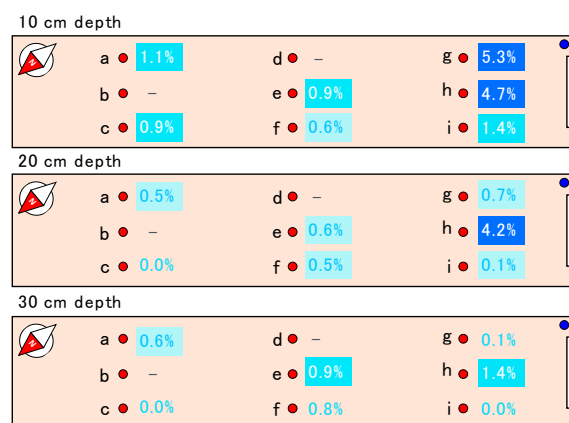 10 cm depth
N
a 1.1% d – g 5.3%
b – e 0.9% h 4.7%
c 0.9% f 0.6% i 1.4%
20 cm depth
N
a 0.5% d – g 0.7%
b – e 0.6% h 4.2%
c 0.0% f 0.5% i 0.1%
30 cm depth
N
a 0.6% d – g 0.1%
b – e 0.9% h 1.4%
c 0.0% f 0.8% i 0.0%